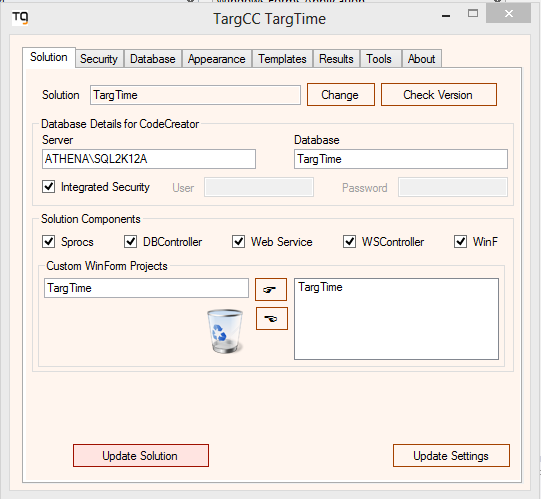 TargCC TargTime
Solution Security Database Appearance Templates Results Tools About
Solution TargTime Change Check Version
Database Details for CodeCreator
Server Database
ATHENA\SQL2K12A TargTime
Integrated Security User Password
Solution Components
Sprocs DBController Web Service WSController WinF
Custom WinForm Projects
TargTime TargTime
Update Solution Update Settings